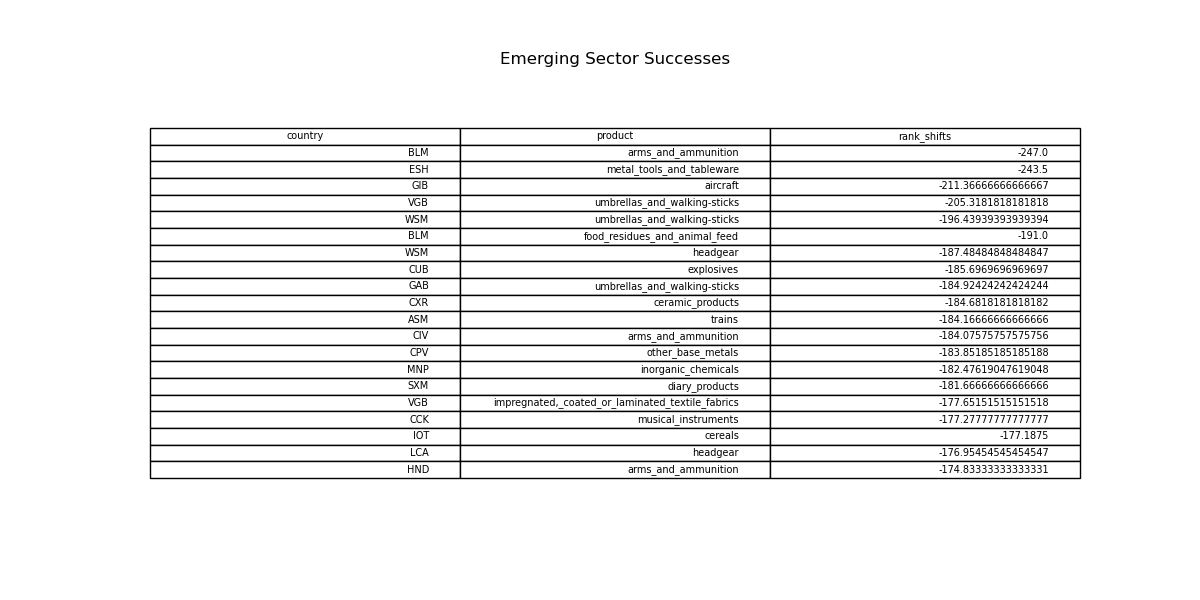 Emerging Sector Successes
country product rank_shifts
BLM arms_and_ammunition -247.0
ESH metal_tools_and_tableware -243.5
GIB aircraft -211.36666666666667
VGB umbrellas_and_walking-sticks -205.3181818181818
WSM umbrellas_and_walking-sticks -196.43939393939394
BLM food_residues_and_animal_feed -191.0
WSM headgear -187.48484848484847
CUB explosives -185.6969696969697
GAB umbrellas_and_walking-sticks -184.92424242424244
CXR ceramic_products -184.6818181818182
ASM trains -184.16666666666666
CIV arms_and_ammunition -184.07575757575756
CPV other_base_metals -183.85185185185188
MNP inorganic_chemicals -182.47619047619048
SXM diary_products -181.66666666666666
VGB impregnated,_coated_or_laminated_textile_fabrics -177.65151515151518
CCK musical_instruments -177.27777777777777
IOT cereals -177.1875
LCA headgear -176.95454545454547
HND arms_and_ammunition -174.83333333333331